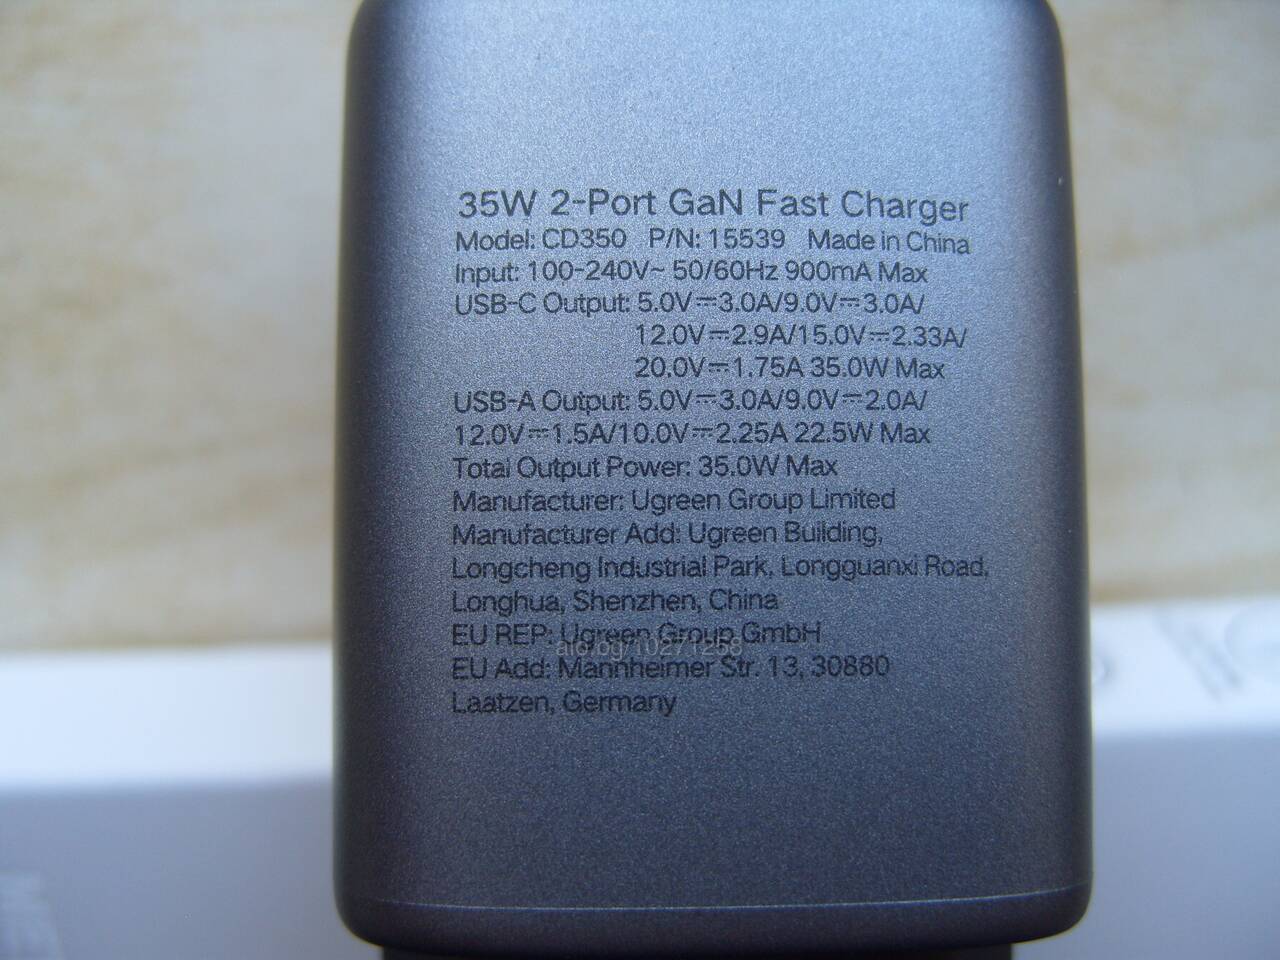 35W 2-Port GaN Fast Charger
Model: CD350 P/N: 15539 Made in China
Input: 100-240V~ 50/60Hz 900mA Max
USB-C Output: 5.0V⎓3.0A/9.0V⎓3.0A/
12.0V⎓2.9A/15.0V⎓2.33A/
20.0V⎓1.75A 35.0W Max
USB-A Output: 5.0V⎓3.0A/9.0V⎓2.0A/
12.0V⎓1.5A/10.0V⎓2.25A 22.5W Max
Total Output Power: 35.0W Max
Manufacturer: Ugreen Group Limited
Manufacturer Add: Ugreen Building,
Longcheng Industrial Park, Longguanxi Road,
Longhua, Shenzhen, China
EU REP: Ugreen Group GmbH
EU Add: Mannheimer Str. 13, 30880
Laatzen, Germany